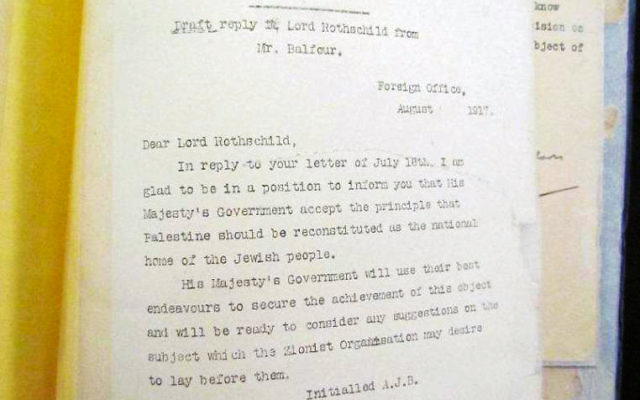 Draft reply to Lord Rothschild from
Mr. Balfour.
Foreign Office,
August 1917.
Dear Lord Rothschild,
In reply to your letter of July 18th. I am
glad to be in a position to inform you that His
Majesty's Government accept the principle that
Palestine should be reconstituted as the national
home of the Jewish people.
His Majesty's Government will use their best
endeavours to secure the achievement of this object
and will be ready to consider any suggestions on the
subject which the Zionist Organisation may desire
to lay before them.
Initialled A.J.B.
know
ision on
bject of